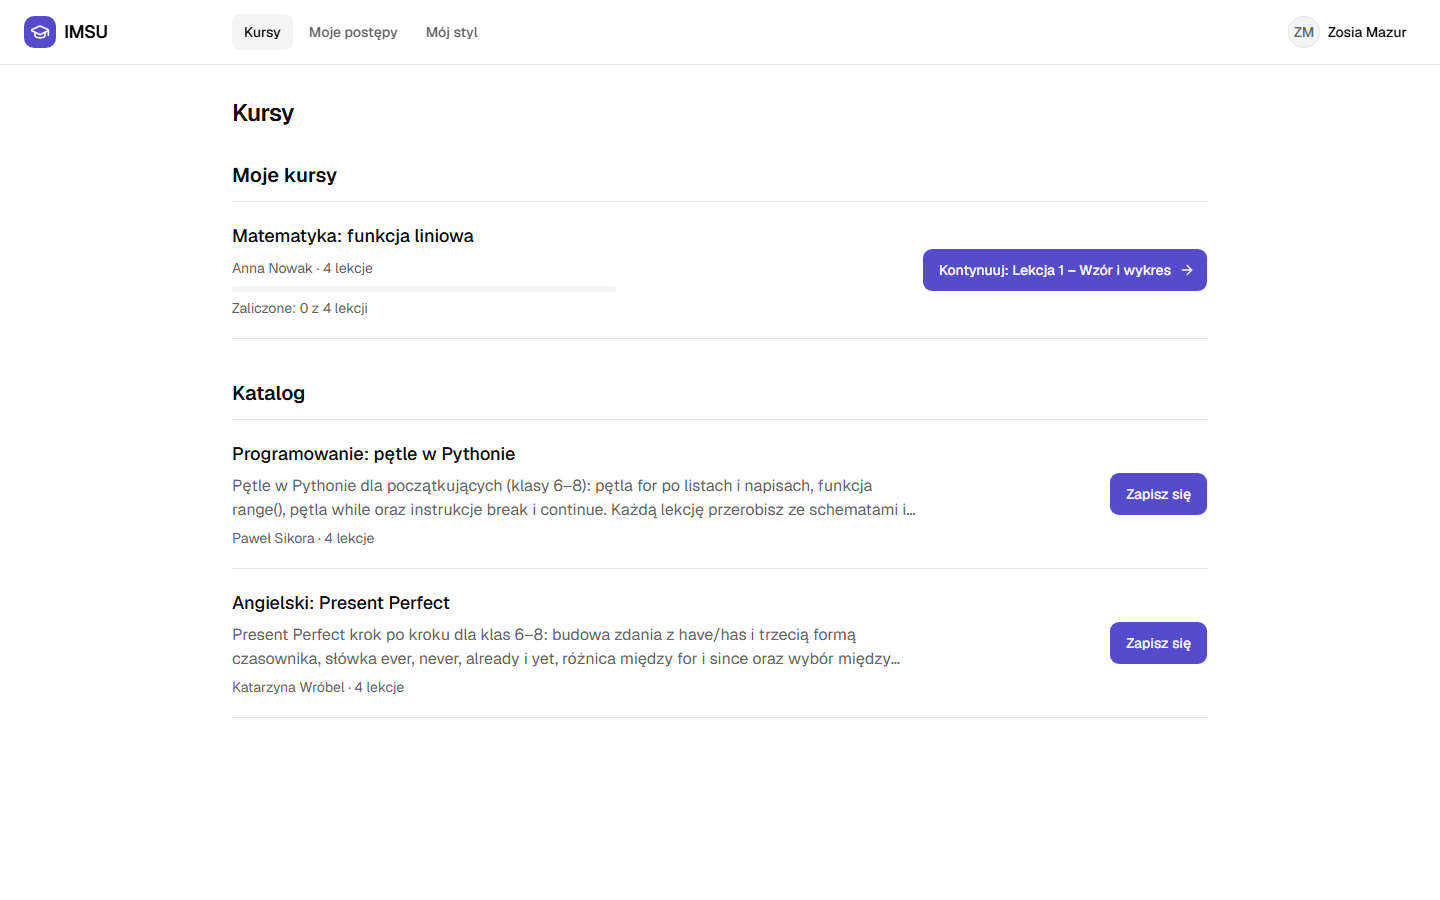 IMSU
Kursy
Moje postępy
Mój styl
ZM
Zosia Mazur
Kursy
Moje kursy
Matematyka: funkcja liniowa
Anna Nowak · 4 lekcje
Zaliczone: 0 z 4 lekcji
Kontynuuj: Lekcja 1 – Wzór i wykres →
Katalog
Programowanie: pętle w Pythonie
Pętle w Pythonie dla początkujących (klasy 6–8): pętla for po listach i napisach, funkcja
range(), pętla while oraz instrukcje break i continue. Każdą lekcję przerobisz ze schematami i…
Paweł Sikora · 4 lekcje
Zapisz się
Angielski: Present Perfect
Present Perfect krok po kroku dla klas 6–8: budowa zdania z have/has i trzecią formą
czasownika, słówka ever, never, already i yet, różnica między for i since oraz wybór między…
Katarzyna Wróbel · 4 lekcje
Zapisz się